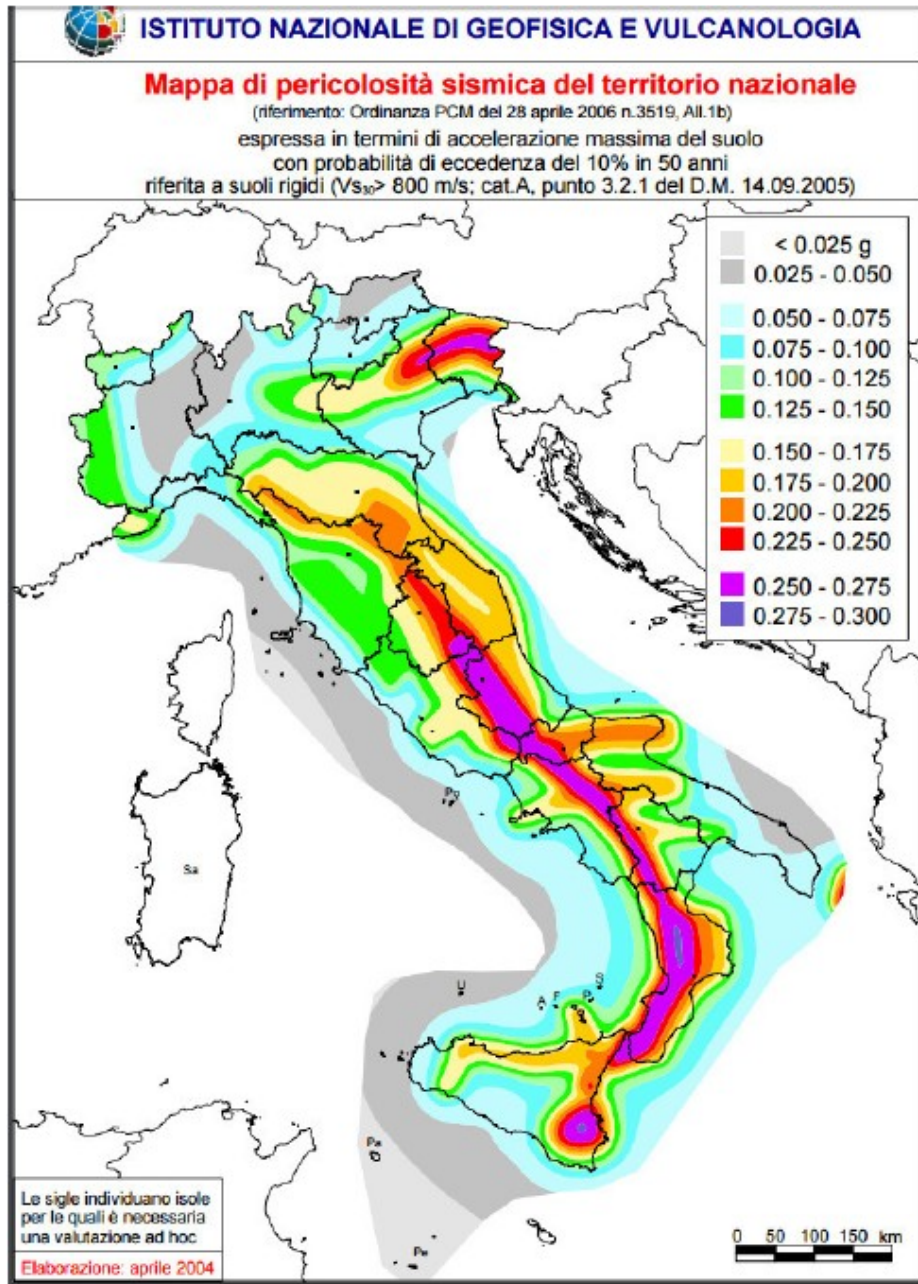 ISTITUTO NAZIONALE DI GEOFISICA E VULCANOLOGIA
Mappa di pericolosità sismica del territorio nazionale
(riferimento: Ordinanza PCM del 28 aprile 2006 n.3519, All.1b)
espressa in termini di accelerazione massima del suolo
con probabilità di eccedenza del 10% in 50 anni
riferita a suoli rigidi (Vs₃₀> 800 m/s; cat.A, punto 3.2.1 del D.M. 14.09.2005)
< 0.025 g
0.025 - 0.050
0.050 - 0.075
0.075 - 0.100
0.100 - 0.125
0.125 - 0.150
0.150 - 0.175
0.175 - 0.200
0.200 - 0.225
0.225 - 0.250
0.250 - 0.275
0.275 - 0.300
Po
Sa
U
A
F
P
S
Pa
Pe
Le sigle individuano isole
per le quali è necessaria
una valutazione ad hoc
Elaborazione: aprile 2004
0 50 100 150 km